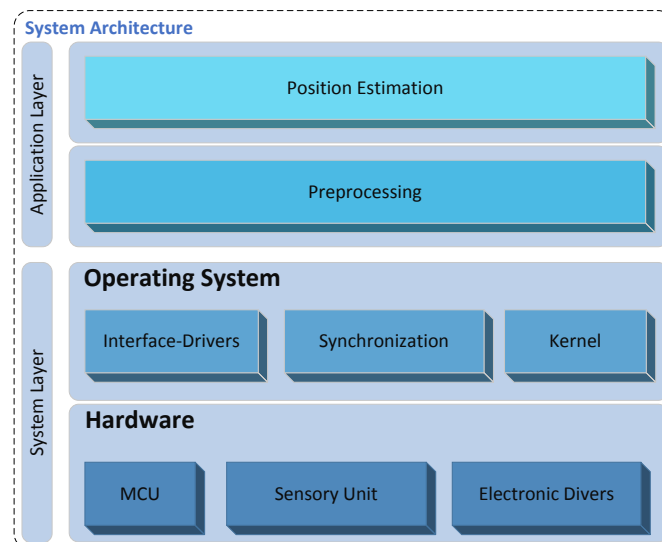 System Architecture
Application Layer
Position Estimation
Preprocessing
System Layer
Operating System
Interface-Drivers
Synchronization
Kernel
Hardware
MCU
Sensory Unit
Electronic Divers